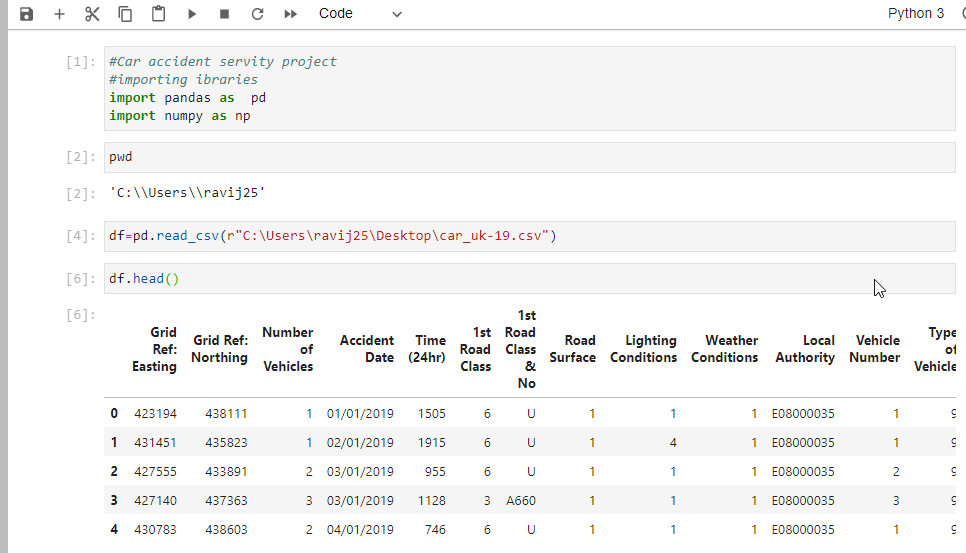 Code Python 3
[1]: #Car accident servity project
#importing ibraries
import pandas as  pd
import numpy as np
[2]: pwd
[2]: 'C:\\Users\\ravij25'
[4]: df=pd.read_csv(r"C:\Users\ravij25\Desktop\car_uk-19.csv")
[6]: df.head()
[6]:
Grid Ref: Easting Grid Ref: Northing Number of Vehicles Accident Date Time (24hr) 1st Road Class 1st Road Class & No Road Surface Lighting Conditions Weather Conditions Local Authority Vehicle Number Type of Vehicle
0 423194 438111 1 01/01/2019 1505 6 U 1 1 1 E08000035 1 9
1 431451 435823 1 02/01/2019 1915 6 U 1 4 1 E08000035 1 9
2 427555 433891 2 03/01/2019 955 6 U 1 1 1 E08000035 2 9
3 427140 437363 3 03/01/2019 1128 3 A660 1 1 1 E08000035 3 9
4 430783 438603 2 04/01/2019 746 6 U 1 1 1 E08000035 1 9